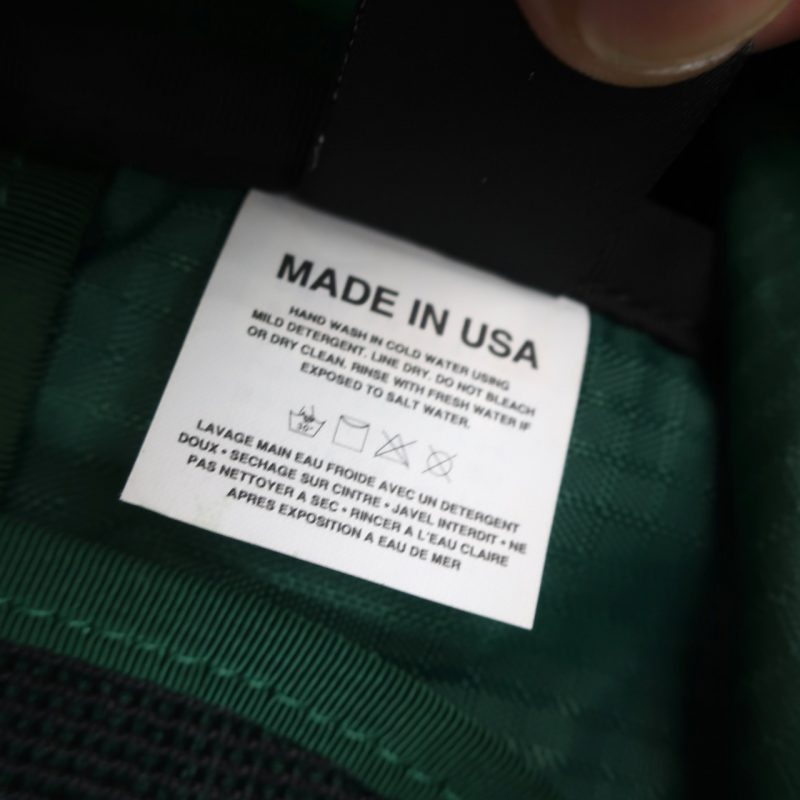 MADE IN USA
HAND WASH IN COLD WATER USING
MILD DETERGENT. LINE DRY. DO NOT BLEACH
OR DRY CLEAN. RINSE WITH FRESH WATER IF
EXPOSED TO SALT WATER.
30°
LAVAGE MAIN EAU FROIDE AVEC UN DETERGENT
DOUX • SECHAGE SUR CINTRE • JAVEL INTERDIT • NE
PAS NETTOYER A SEC • RINCER À L'EAU CLAIRE
APRES EXPOSITION A EAU DE MER